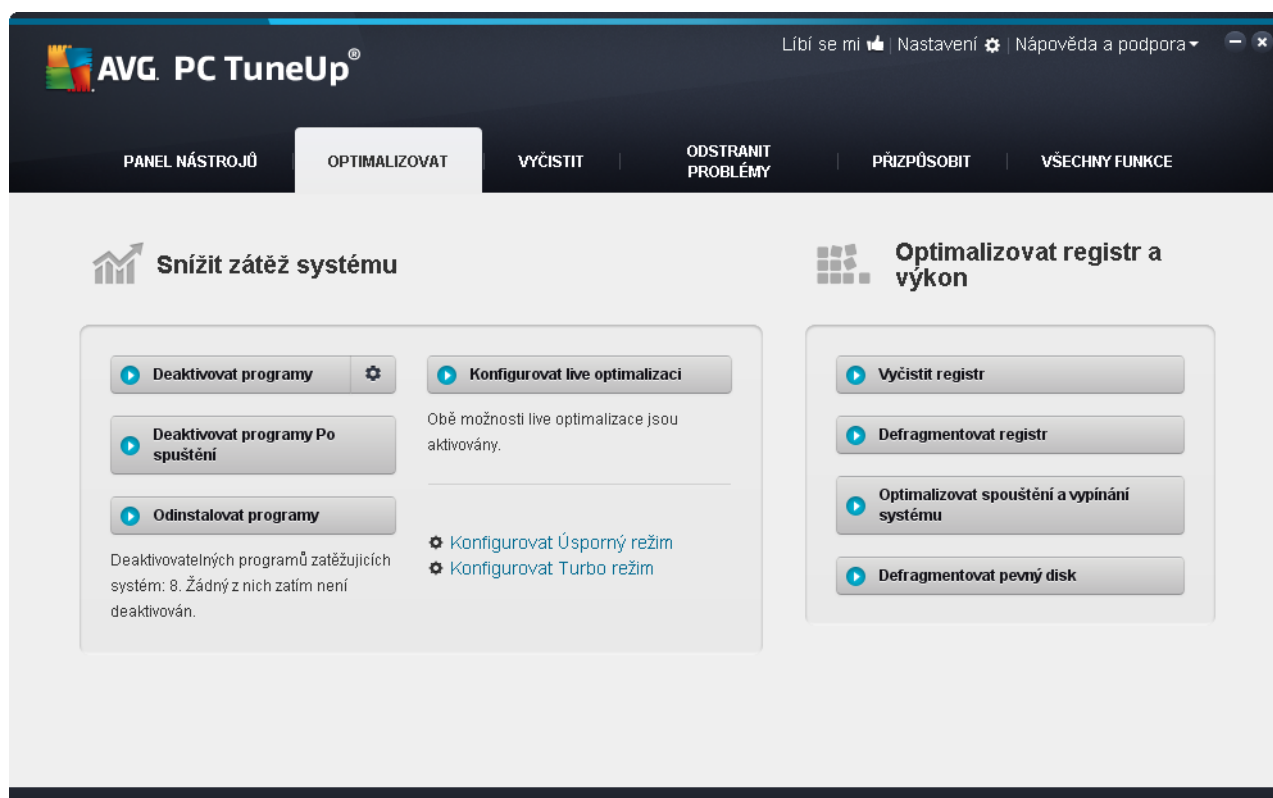 Líbí se mi | Nastavení | Nápověda a podpora
AVG. PC TuneUp®
PANEL NÁSTROJŮ
OPTIMALIZOVAT
VYČISTIT
ODSTRANIT
PROBLÉMY
PŘIZPŮSOBIT
VŠECHNY FUNKCE
Snížit zátěž systému
Deaktivovat programy
Deaktivovat programy Po
spuštění
Odinstalovat programy
Deaktivovatelných programů zatěžujicích
systém: 8. Žádný z nich zatím není
deaktivován.
Konfigurovat live optimalizaci
Obě možnosti live optimalizace jsou
aktivovány.
Konfigurovat Úsporný režim
Konfigurovat Turbo režim
Optimalizovat registr a
výkon
Vyčistit registr
Defragmentovat registr
Optimalizovat spouštění a vypínání
systému
Defragmentovat pevný disk